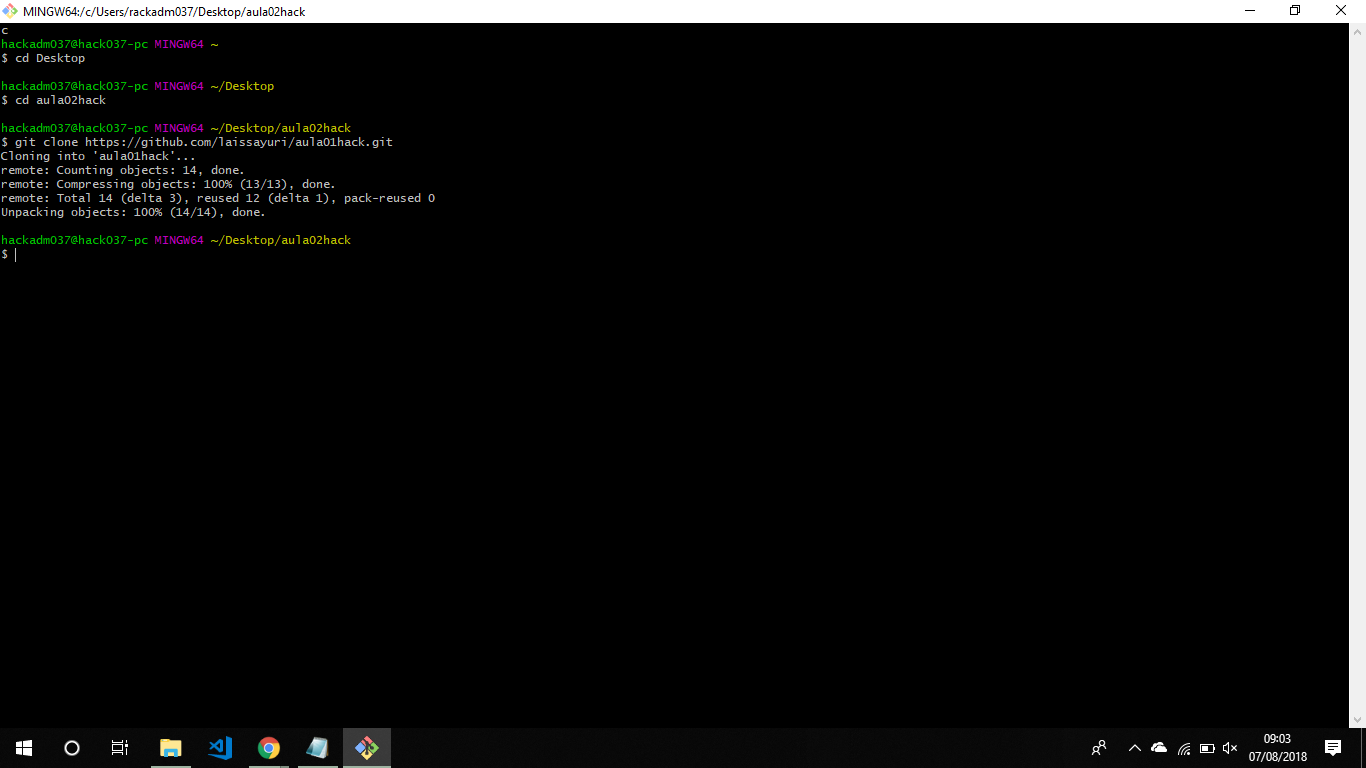 MINGW64:/c/Users/rackadm037/Desktop/aula02hack
c
hackadm037@hack037-pc MINGW64 ~
$ cd Desktop
hackadm037@hack037-pc MINGW64 ~/Desktop
$ cd aula02hack
hackadm037@hack037-pc MINGW64 ~/Desktop/aula02hack
$ git clone https://github.com/laissayuri/aula01hack.git
Cloning into 'aula01hack'...
remote: Counting objects: 14, done.
remote: Compressing objects: 100% (13/13), done.
remote: Total 14 (delta 3), reused 12 (delta 1), pack-reused 0
Unpacking objects: 100% (14/14), done.
hackadm037@hack037-pc MINGW64 ~/Desktop/aula02hack
$
09:03
07/08/2018